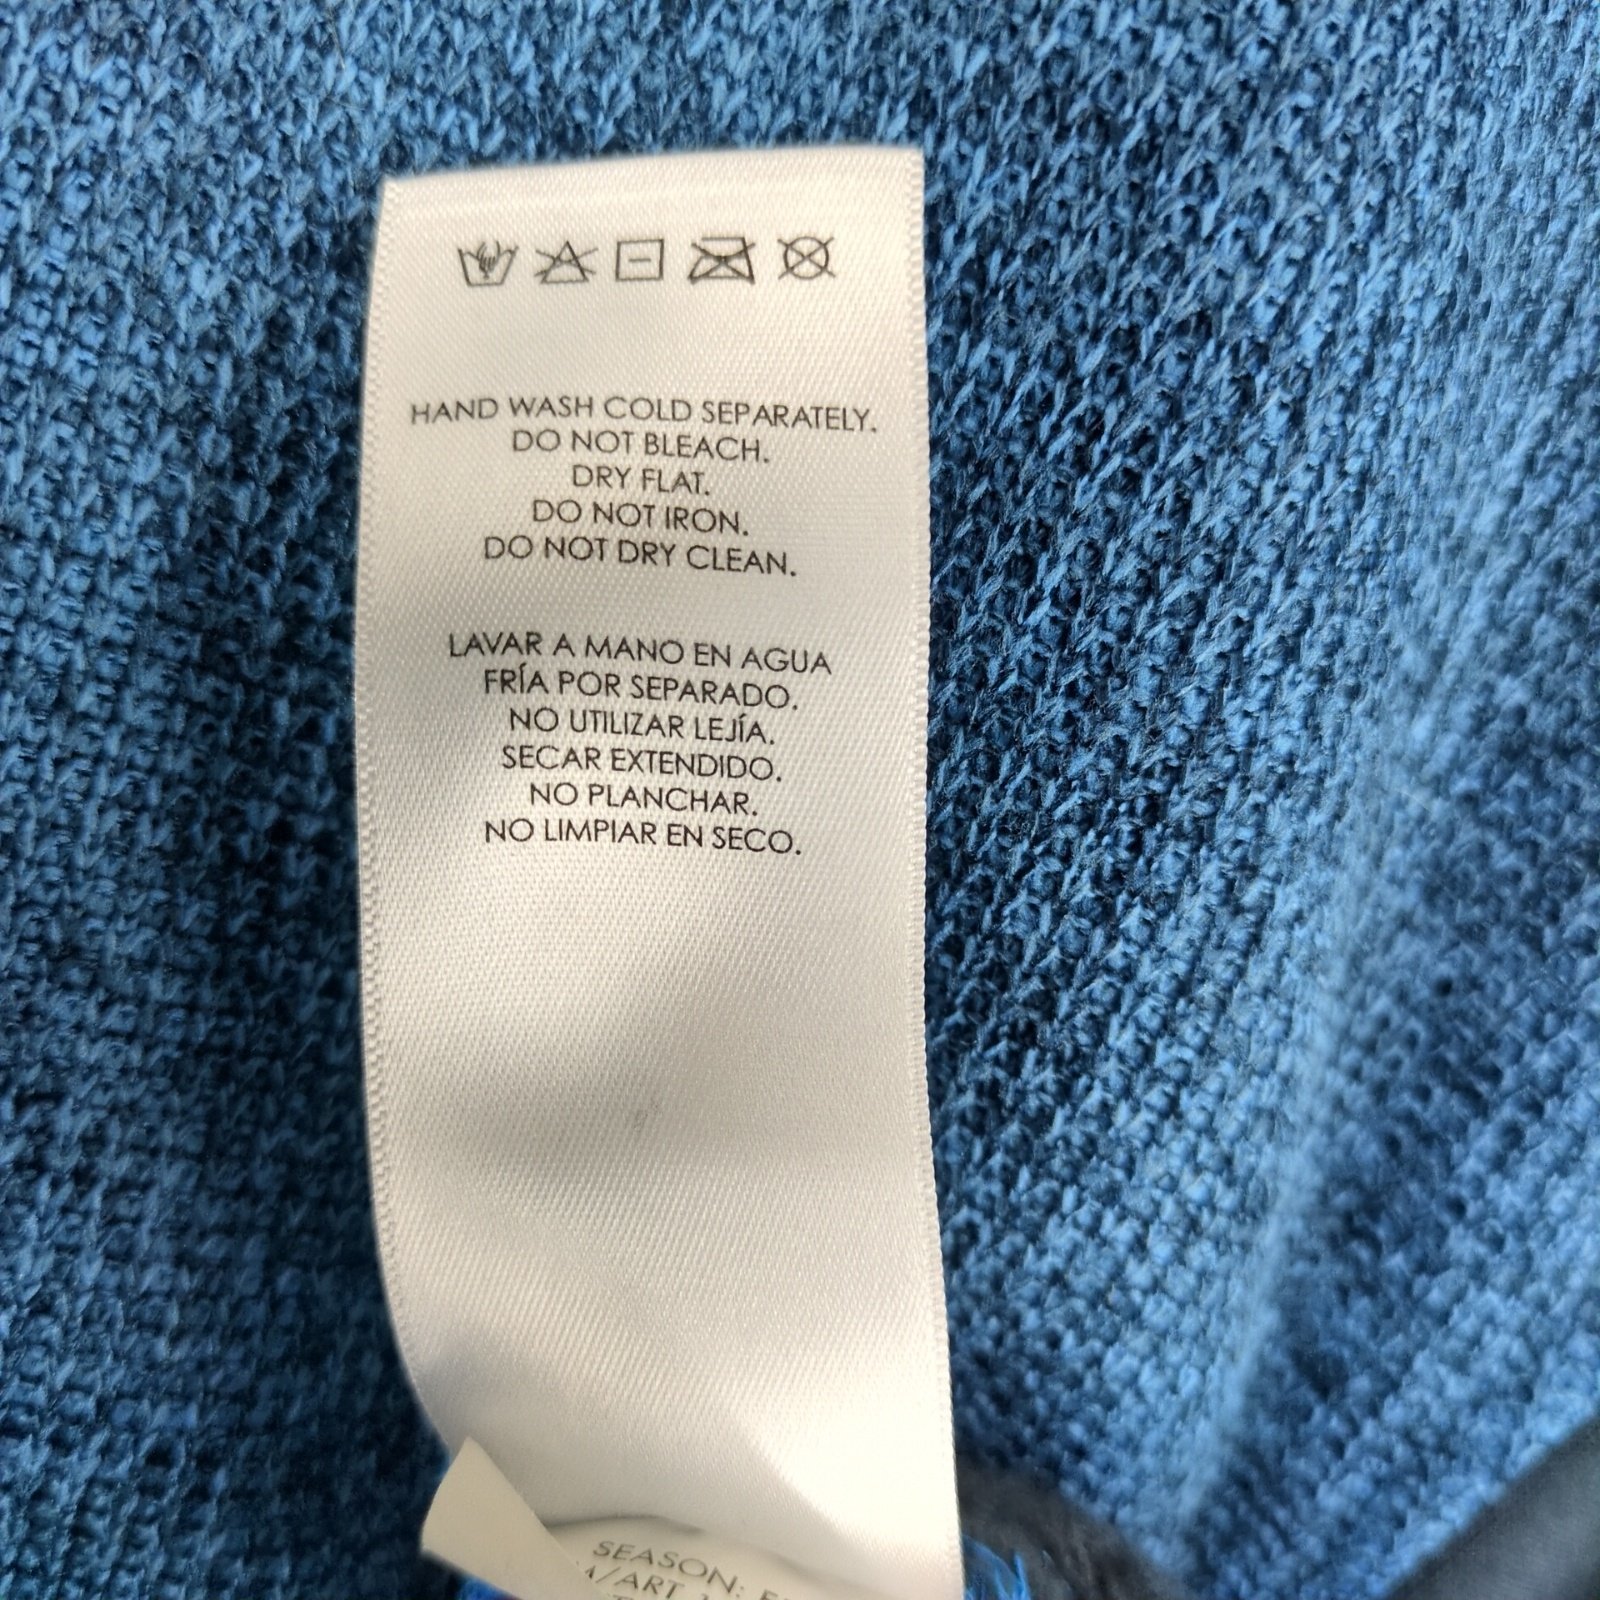 HAND WASH COLD SEPARATELY.
DO NOT BLEACH.
DRY FLAT.
DO NOT IRON.
DO NOT DRY CLEAN.
LAVAR A MANO EN AGUA
FRÍA POR SEPARADO.
NO UTILIZAR LEJÍA.
SECAR EXTENDIDO.
NO PLANCHAR.
NO LIMPIAR EN SECO.
SEASON: